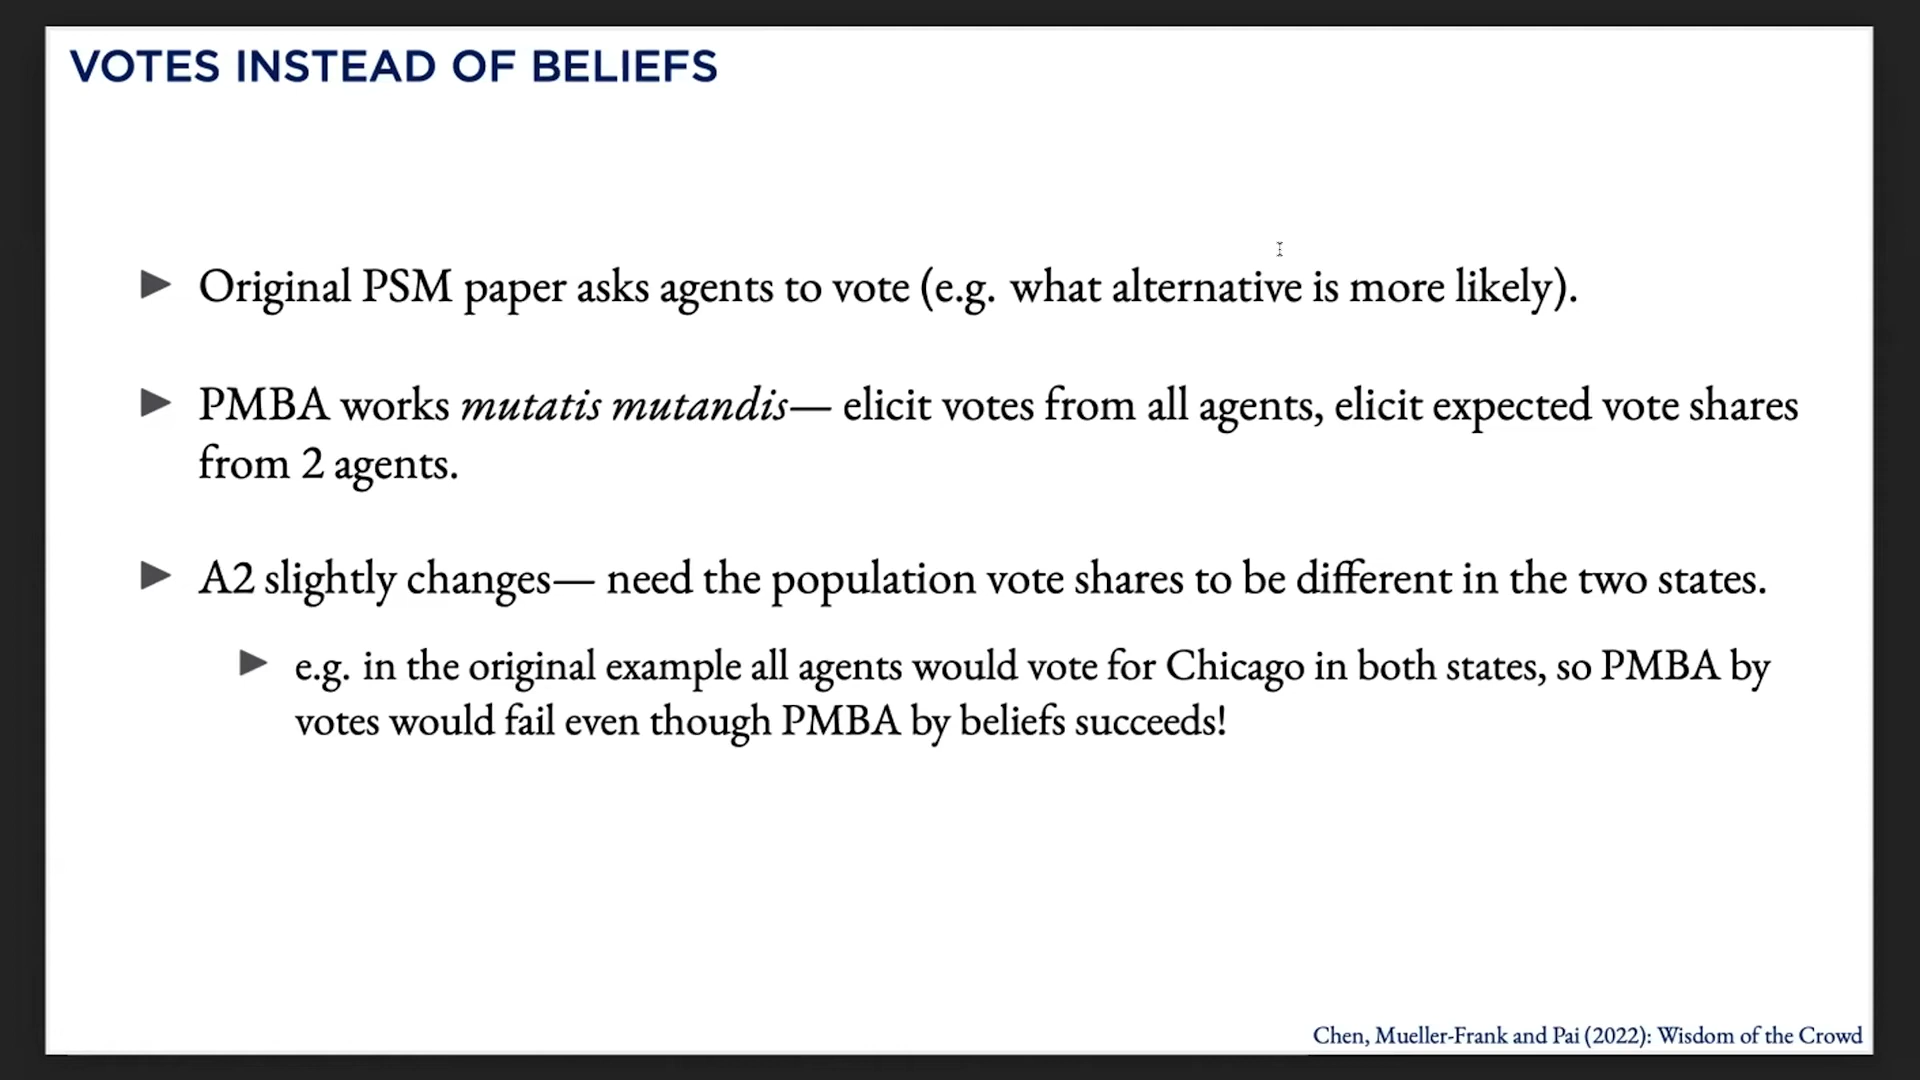 VOTES INSTEAD OF BELIEFS
Original PSM paper asks agents to vote (e.g. what alternative is more likely).
PMBA works mutatis mutandis— elicit votes from all agents, elicit expected vote shares
from 2 agents.
A2 slightly changes— need the population vote shares to be different in the two states.
e.g. in the original example all agents would vote for Chicago in both states, so PMBA by
votes would fail even though PMBA by beliefs succeeds!
Chen, Mueller-Frank and Pai (2022): Wisdom of the Crowd